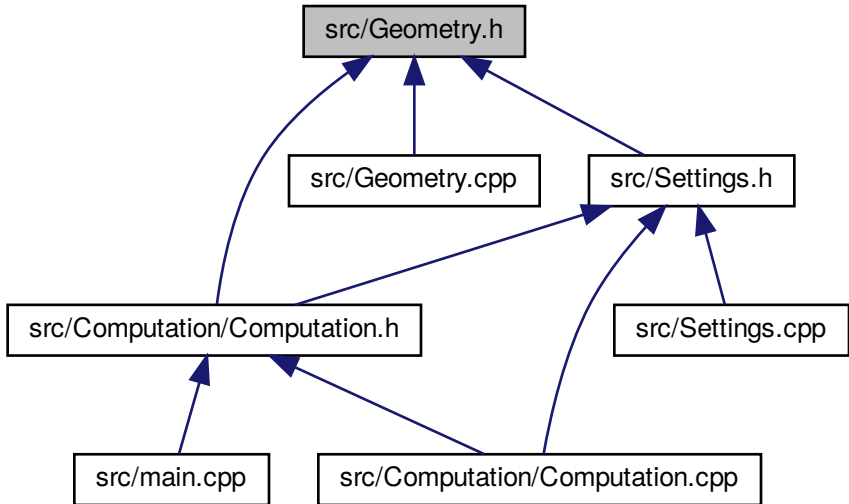 src/Geometry.h
src/Geometry.cpp
src/Settings.h
src/Computation/Computation.h
src/Settings.cpp
src/main.cpp
src/Computation/Computation.cpp